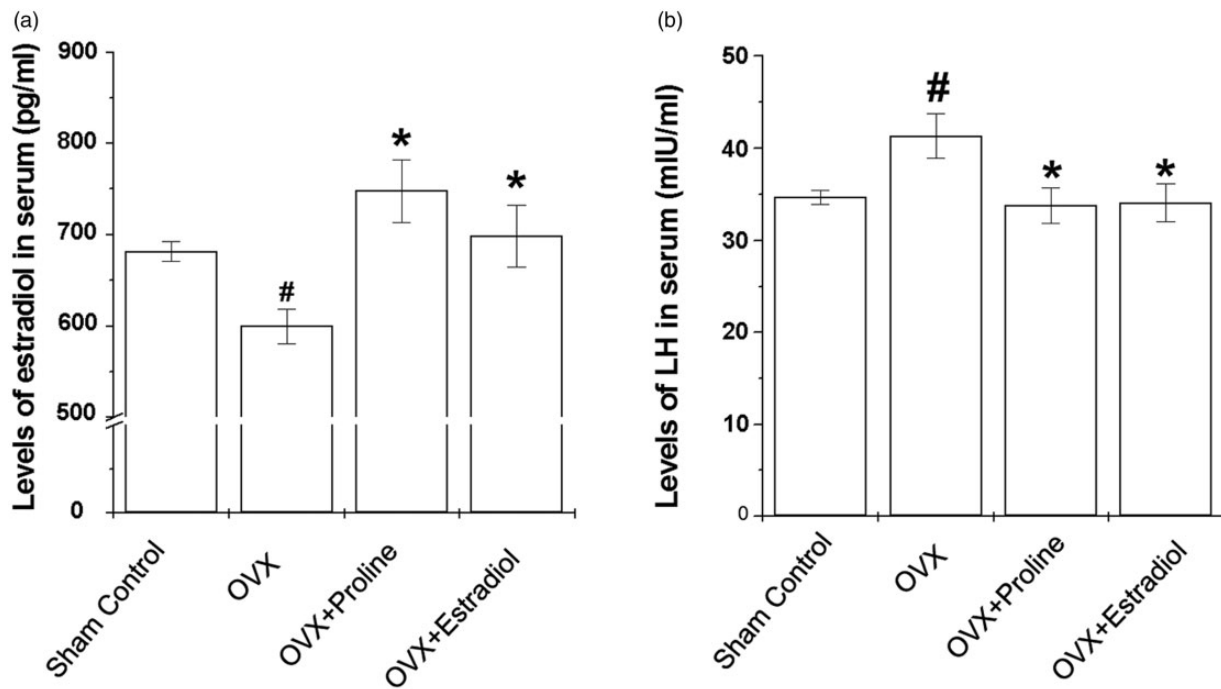 (a)
Levels of estradiol in serum (pg/ml)
900
800
700
600
500
0
#
*
*
Sham Control
OVX
OVX+Proline
OVX+Estradiol
(b)
Levels of LH in serum (mIU/ml)
50
40
30
20
10
0
#
*
*
Sham Control
OVX
OVX+Proline
OVX+Estradiol